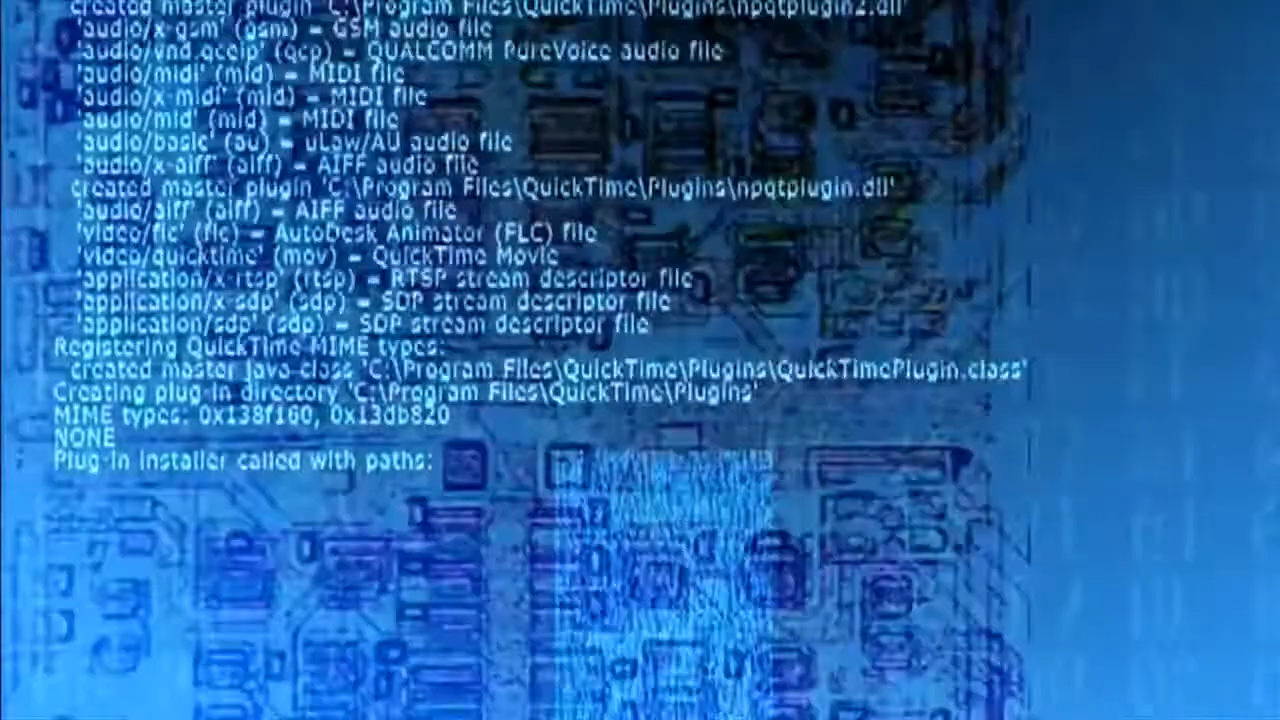 created master plugin 'C:\Program Files\QuickTime\Plugins\npqtplugin2.dll'
'audio/x-gsm' (gsm) = GSM audio file
'audio/vnd.qcelp' (qcp) = QUALCOMM PureVoice audio file
'audio/midi' (mid) = MIDI file
'audio/x-midi' (mid) = MIDI file
'audio/mid' (mid) = MIDI file
'audio/basic' (au) = uLaw/AU audio file
'audio/x-aiff' (aiff) = AIFF audio file
created master plugin 'C:\Program Files\QuickTime\Plugins\npqtplugin.dll'
'audio/aiff' (aiff) = AIFF audio file
'video/flc' (flc) = AutoDesk Animator (FLC) file
'video/quicktime' (mov) = QuickTime Movie
'application/x-rtsp' (rtsp) = RTSP stream descriptor file
'application/x-sdp' (sdp) = SDP stream descriptor file
'application/sdp' (sdp) = SDP stream descriptor file
Registering QuickTime MIME types:
created master java-class 'C:\Program Files\QuickTime\Plugins\QuickTimePlugin.class'
Creating plug-in directory 'C:\Program Files\QuickTime\Plugins'
MIME types: 0x138f160, 0x13db820
NONE
Plug-in installer called with paths: